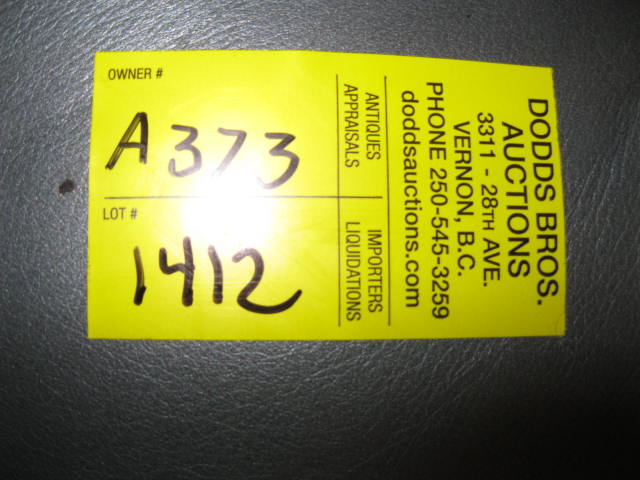 OWNER #
A373
LOT #
1412
ANTIQUES
APPRAISALS
IMPORTERS
LIQUIDATIONS
DODDS BROS.
AUCTIONS
3311 - 28TH AVE.
VERNON, B.C.
PHONE 250-545-3259
doddsauctions.com